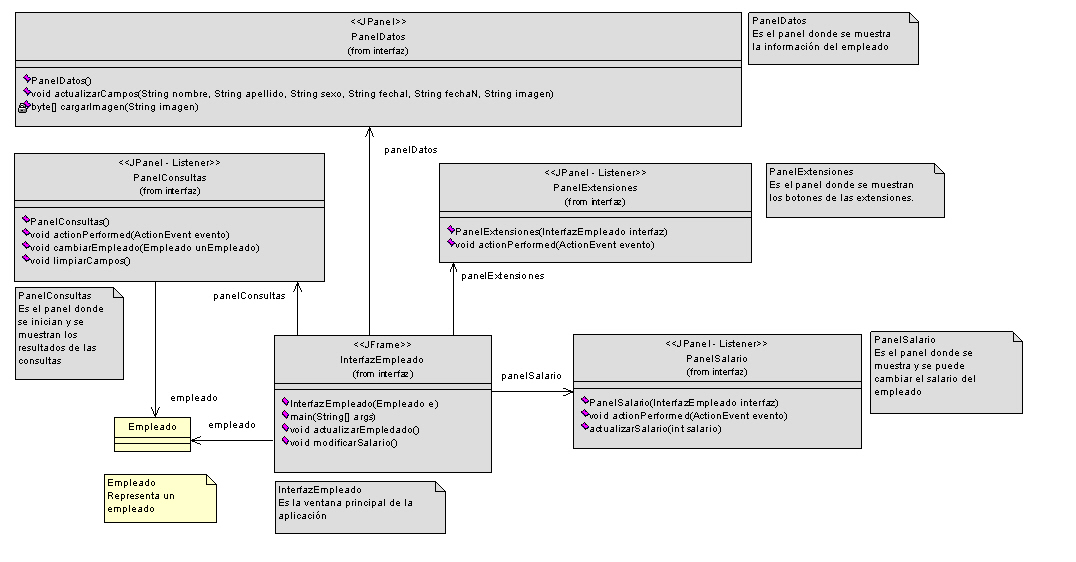 <<JPanel>>
PanelDatos
(from interfaz)
PanelDatos()
void actualizarCampos(String nombre, String apellido, String sexo, String fechaI, String fechaN, String imagen)
byte[] cargarImagen(String imagen)
PanelDatos
Es el panel donde se muestra
la información del empleado
panelDatos
<<JPanel - Listener>>
PanelConsultas
(from interfaz)
PanelConsultas()
void actionPerformed(ActionEvent evento)
void cambiarEmpleado(Empleado unEmpleado)
void limpiarCampos()
<<JPanel - Listener>>
PanelExtensiones
(from interfaz)
PanelExtensiones(InterfazEmpleado interfaz)
void actionPerformed(ActionEvent evento)
PanelExtensiones
Es el panel donde se muestran
los botones de las extensiones.
PanelConsultas
Es el panel donde
se inician y se
muestran los
resultados de las
consultas
panelConsultas
panelExtensiones
<<JFrame>>
InterfazEmpleado
(from interfaz)
InterfazEmpleado(Empleado e)
main(String[] args)
void actualizarEmpledado()
void modificarSalario()
panelSalario
<<JPanel - Listener>>
PanelSalario
(from interfaz)
PanelSalario(InterfazEmpleado interfaz)
void actionPerformed(ActionEvent evento)
actualizarSalario(int salario)
PanelSalario
Es el panel donde se
muestra y se puede
cambiar el salario del
empleado
empleado
empleado
Empleado
Empleado
Representa un
empleado
InterfazEmpleado
Es la ventana principal de la
aplicación